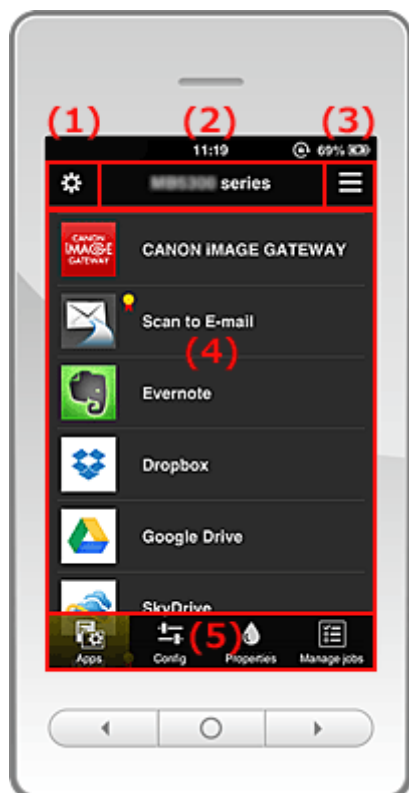 (1) (2) (3)
11:19 69%
series
CANON iMAGE GATEWAY
CANON iMAGE GATEWAY
Scan to E-mail
(4)
Evernote
Dropbox
Google Drive
SkyDrive
(5)
Apps Config Properties Manage jobs